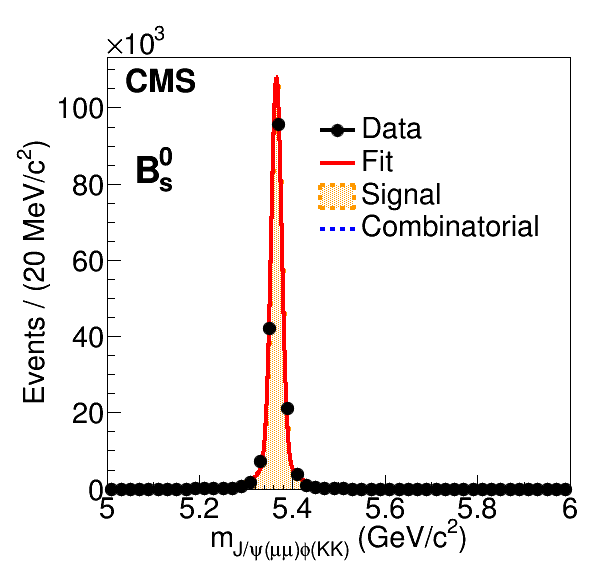 ×10³
CMS
B⁰ₛ
Data
Fit
Signal
Combinatorial
Events / (20 MeV/c²)
100
80
60
40
20
0
5 5.2 5.4 5.6 5.8 6
m_J/ψ(μμ)φ(KK) (GeV/c²)